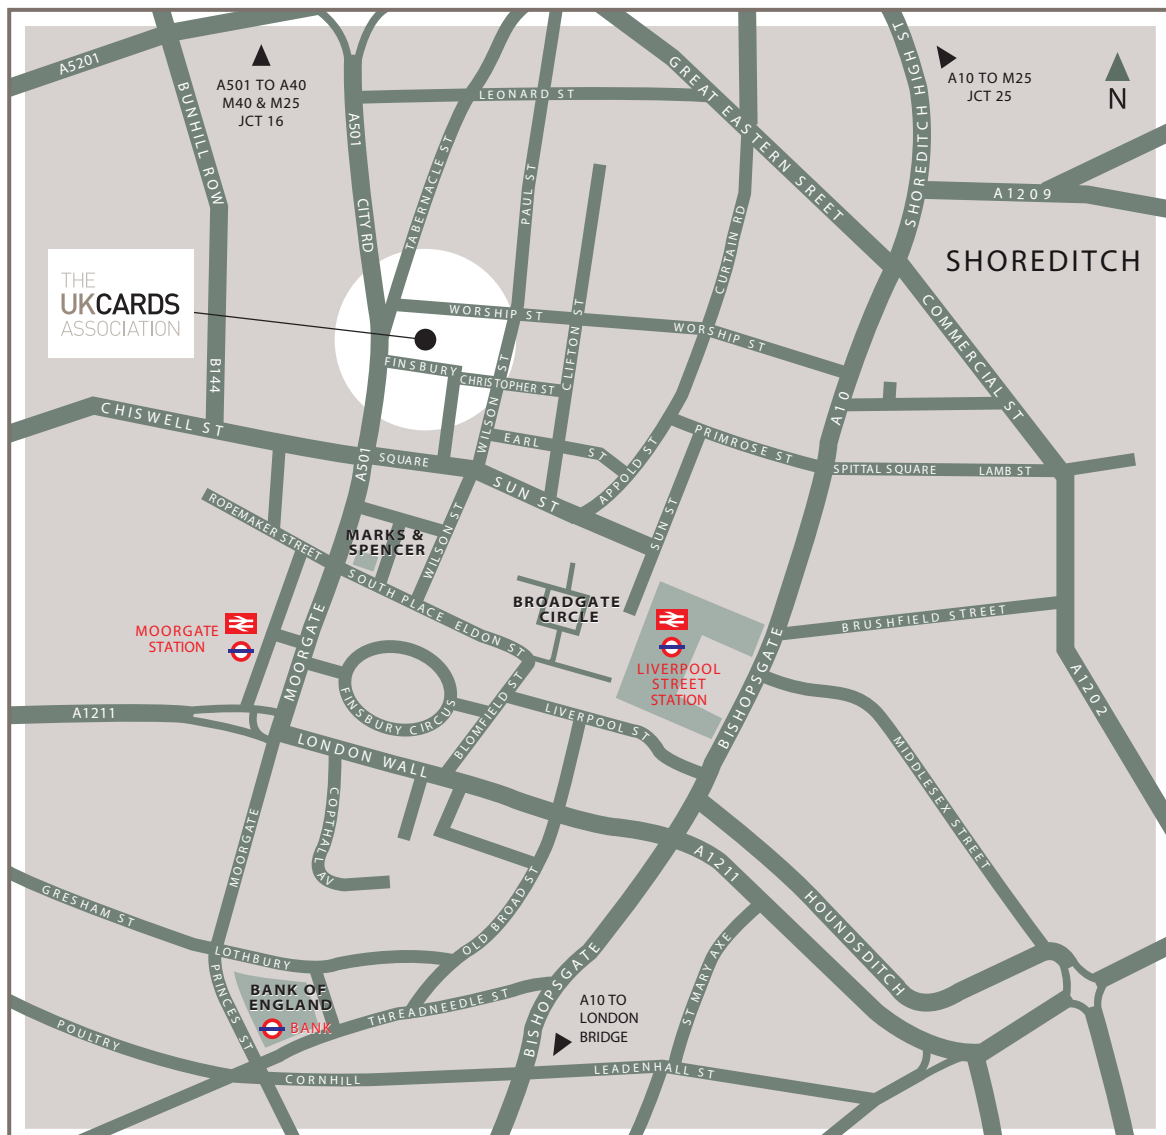 A5201
BUNHILL ROW
A501 TO A40
M40 & M25
JCT 16
A501
CITY RD
LEONARD ST
TABERNACLE ST
PAUL ST
GREAT EASTERN SREET
SHOREDITCH HIGH ST
A10 TO M25
JCT 25
N
A1209
SHOREDITCH
CURTAIN RD
THE
UKCARDS
ASSOCIATION
WORSHIP ST
WORSHIP ST
CLIFTON ST
COMMERCIAL ST
B144
FINSBURY
CHRISTOPHER ST
WILSON ST
A10
CHISWELL ST
A501
SQUARE
EARL ST
APPOLD ST
PRIMROSE ST
SPITTAL SQUARE
LAMB ST
SUN ST
SUN ST
ROPEMAKER STREET
MARKS &
SPENCER
WILSON ST
SOUTH PLACE
ELDON ST
BROADGATE
CIRCLE
BRUSHFIELD STREET
MOORGATE
STATION
MOORGATE
LIVERPOOL
STREET
STATION
BISHOPSGATE
A1202
FINSBURY CIRCUS
BLOMFIELD ST
LIVERPOOL ST
A1211
LONDON WALL
MIDDLESEX STREET
COPTHALL AV
MOORGATE
A1211
HOUNDSDITCH
GRESHAM ST
LOTHBURY
OLD BROAD ST
BISHOPSGATE
ST MARY AXE
PRINCES ST
BANK OF
ENGLAND
BANK
THREADNEEDLE ST
A10 TO
LONDON
BRIDGE
POULTRY
CORNHILL
LEADENHALL ST